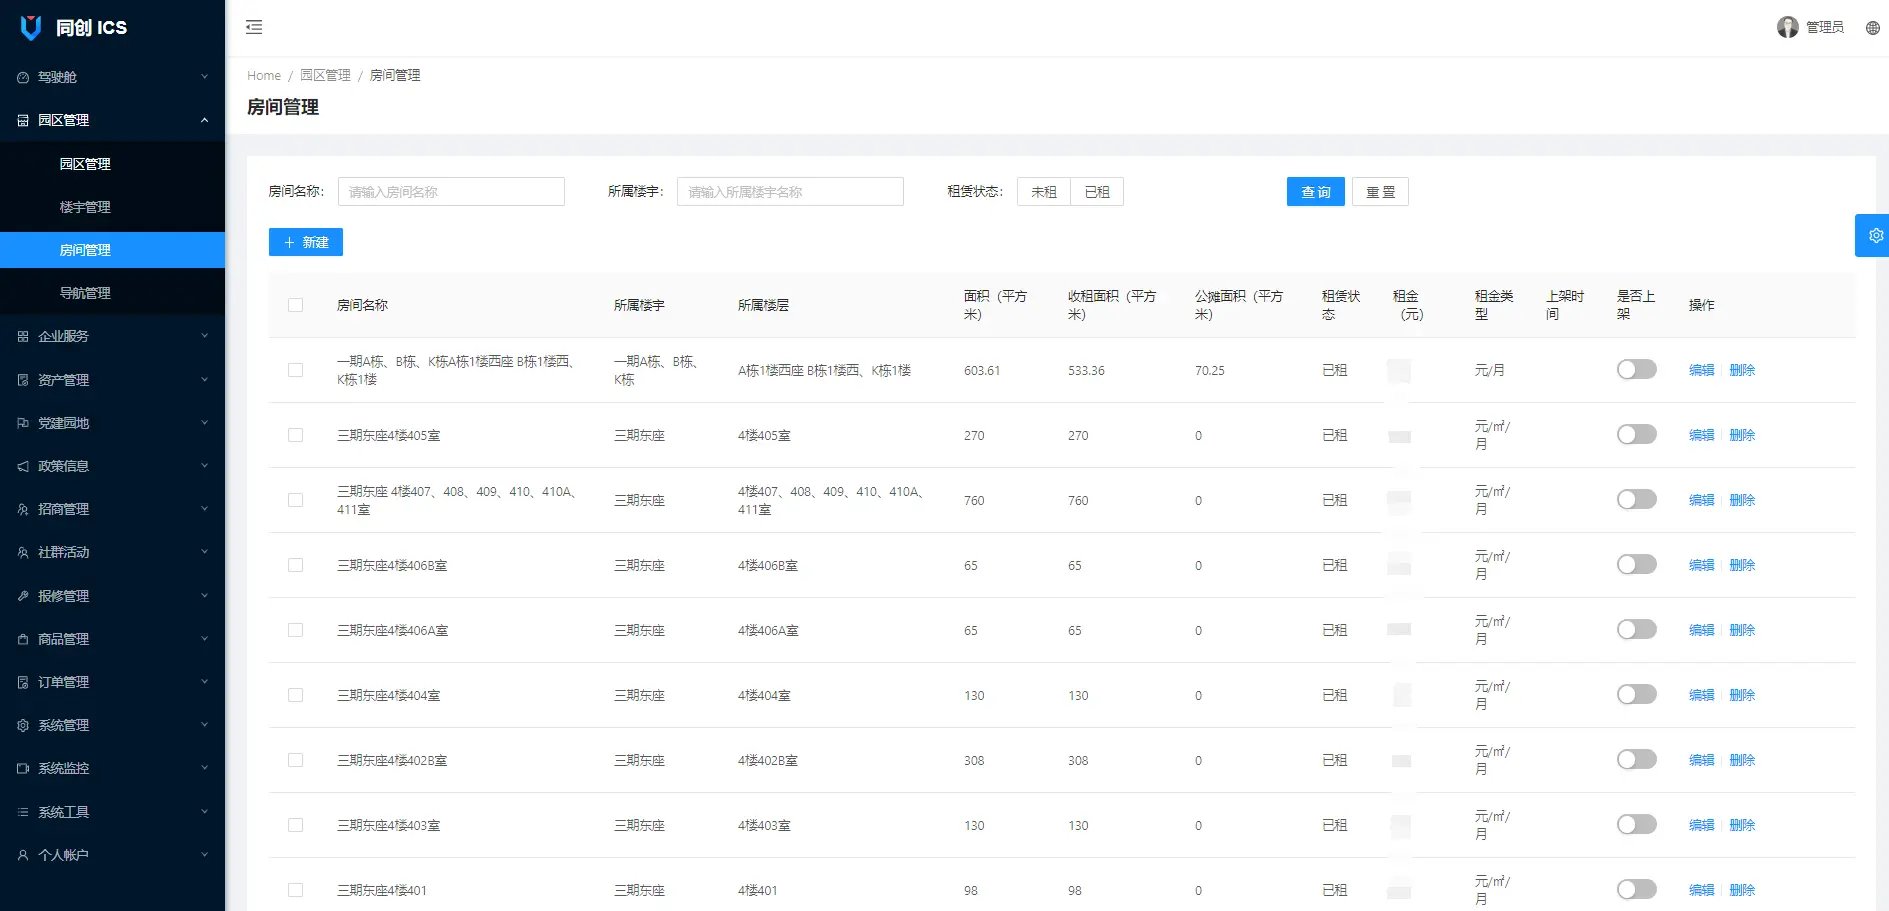 同创 ICS
管理员
驾驶舱
园区管理
园区管理
楼宇管理
房间管理
导航管理
企业服务
资产管理
党建园地
政策信息
招商管理
社群活动
报修管理
商品管理
订单管理
系统管理
系统监控
系统工具
个人帐户
Home / 园区管理 / 房间管理
房间管理
房间名称： 请输入房间名称 所属楼宇： 请输入所属楼宇名称 租赁状态： 未租 已租 查 询 重 置
新建
房间名称 所属楼宇 所属楼层 面积（平方米） 收租面积（平方米） 公摊面积（平方米） 租赁状态 租金（元） 租金类型 上架时间 是否上架 操作
一期A栋、B栋、K栋A栋1楼西座 B栋1楼西、K栋1楼 一期A栋、B栋、K栋 A栋1楼西座 B栋1楼西、K栋1楼 603.61 533.36 70.25 已租 元/月 编辑 删除
三期东座4楼405室 三期东座 4楼405室 270 270 0 已租 元/㎡/月 编辑 删除
三期东座 4楼407、408、409、410、410A、411室 三期东座 4楼407、408、409、410、410A、411室 760 760 0 已租 元/㎡/月 编辑 删除
三期东座4楼406B室 三期东座 4楼406B室 65 65 0 已租 元/㎡/月 编辑 删除
三期东座4楼406A室 三期东座 4楼406A室 65 65 0 已租 元/㎡/月 编辑 删除
三期东座4楼404室 三期东座 4楼404室 130 130 0 已租 元/㎡/月 编辑 删除
三期东座4楼402B室 三期东座 4楼402B室 308 308 0 已租 元/㎡/月 编辑 删除
三期东座4楼403室 三期东座 4楼403室 130 130 0 已租 元/㎡/月 编辑 删除
三期东座4楼401 三期东座 4楼401 98 98 0 已租 元/㎡/月 编辑 删除